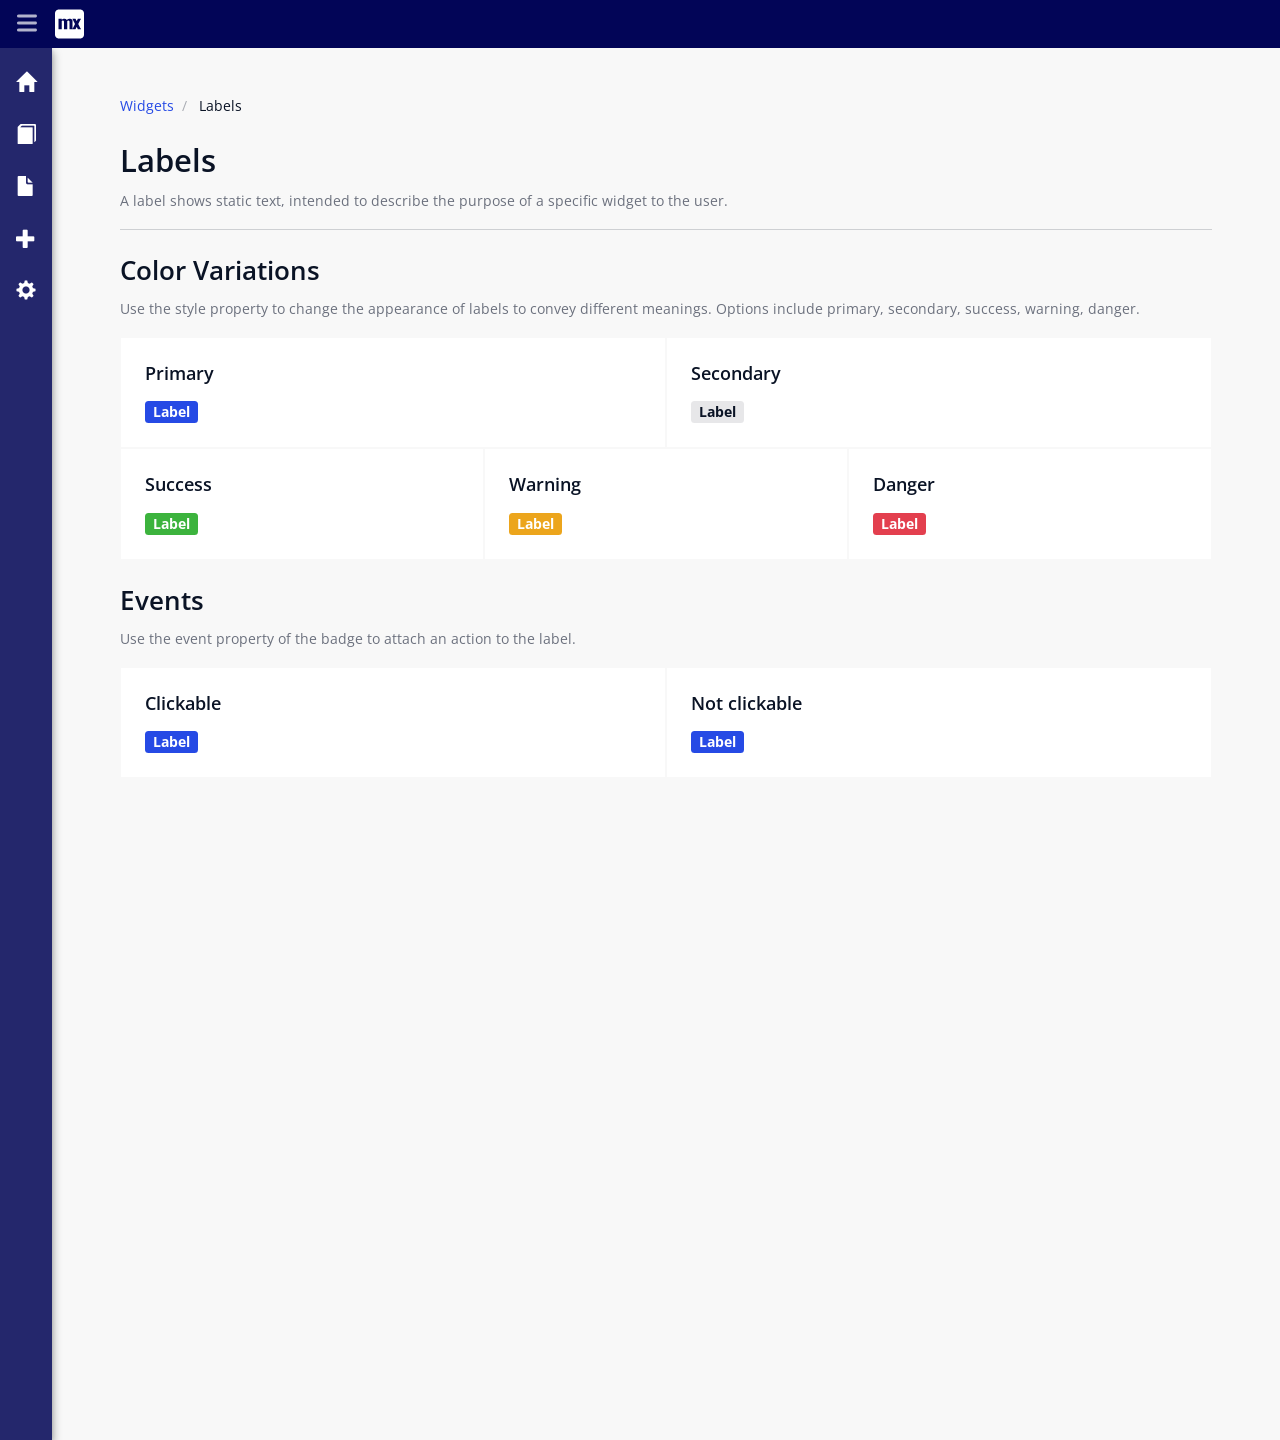 mx
Widgets / Labels
Labels
A label shows static text, intended to describe the purpose of a specific widget to the user.
Color Variations
Use the style property to change the appearance of labels to convey different meanings. Options include primary, secondary, success, warning, danger.
Primary
Label
Secondary
Label
Success
Label
Warning
Label
Danger
Label
Events
Use the event property of the badge to attach an action to the label.
Clickable
Label
Not clickable
Label